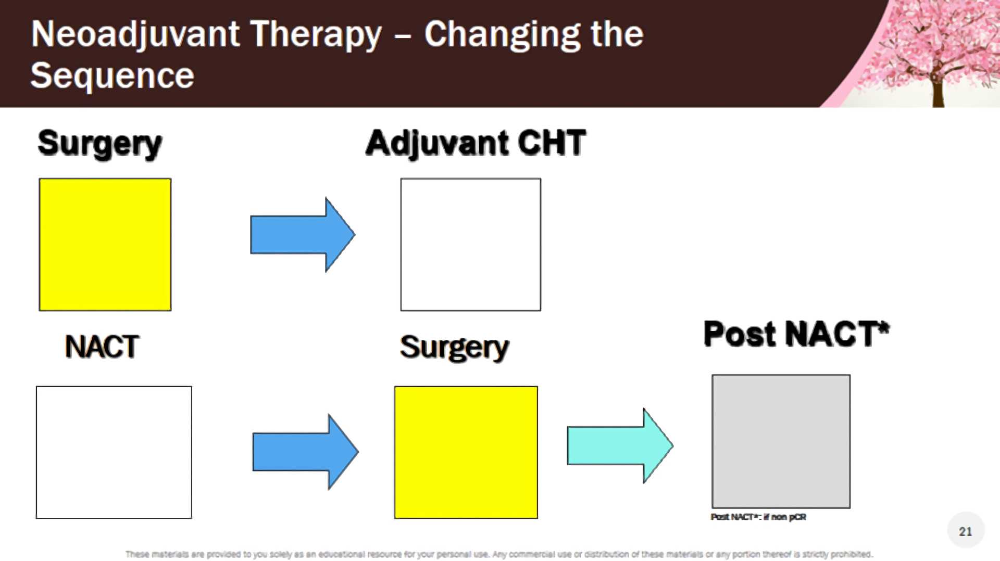 Neoadjuvant Therapy – Changing the
Sequence
Surgery
Adjuvant CHT
NACT
Surgery
Post NACT*
Post NACT*: if non pCR
21
These materials are provided to you solely as an educational resource for your personal use. Any commercial use or distribution of these materials or any portion thereof is strictly prohibited.